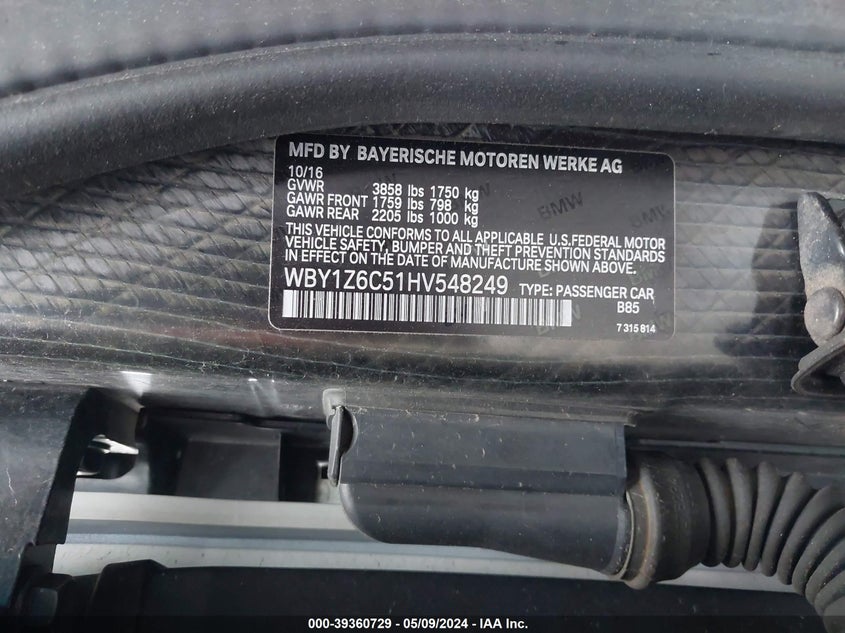 MFD BY BAYERISCHE MOTOREN WERKE AG
10/16
GVWR 3858 lbs 1750 kg
GAWR FRONT 1759 lbs 798 kg
GAWR REAR 2205 lbs 1000 kg
THIS VEHICLE CONFORMS TO ALL APPLICABLE U.S.FEDERAL MOTOR
VEHICLE SAFETY, BUMPER AND THEFT PREVENTION STANDARDS
IN EFFECT ON THE DATE OF MANUFACTURE SHOWN ABOVE.
WBY1Z6C51HV548249 TYPE: PASSENGER CAR
B85
7 315 814
BMW
BMW
000-39360729 - 05/09/2024 - IAA Inc.